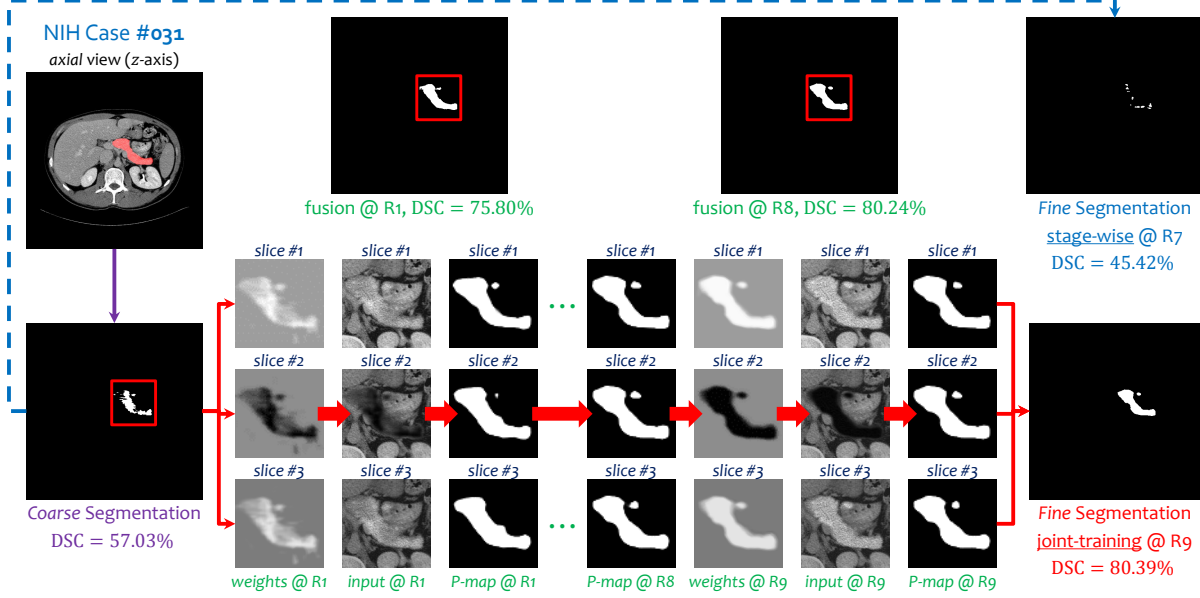 NIH Case #031
axial view (z-axis)
fusion @ R1, DSC = 75.80%
fusion @ R8, DSC = 80.24%
Fine Segmentation
stage-wise @ R7
DSC = 45.42%
slice #1
slice #1
slice #1
slice #1
slice #1
slice #1
slice #1
...
slice #2
slice #2
slice #2
slice #2
slice #2
slice #2
slice #2
slice #3
slice #3
slice #3
slice #3
slice #3
slice #3
slice #3
...
Coarse Segmentation
DSC = 57.03%
weights @ R1
input @ R1
P-map @ R1
P-map @ R8
weights @ R9
input @ R9
P-map @ R9
Fine Segmentation
joint-training @ R9
DSC = 80.39%